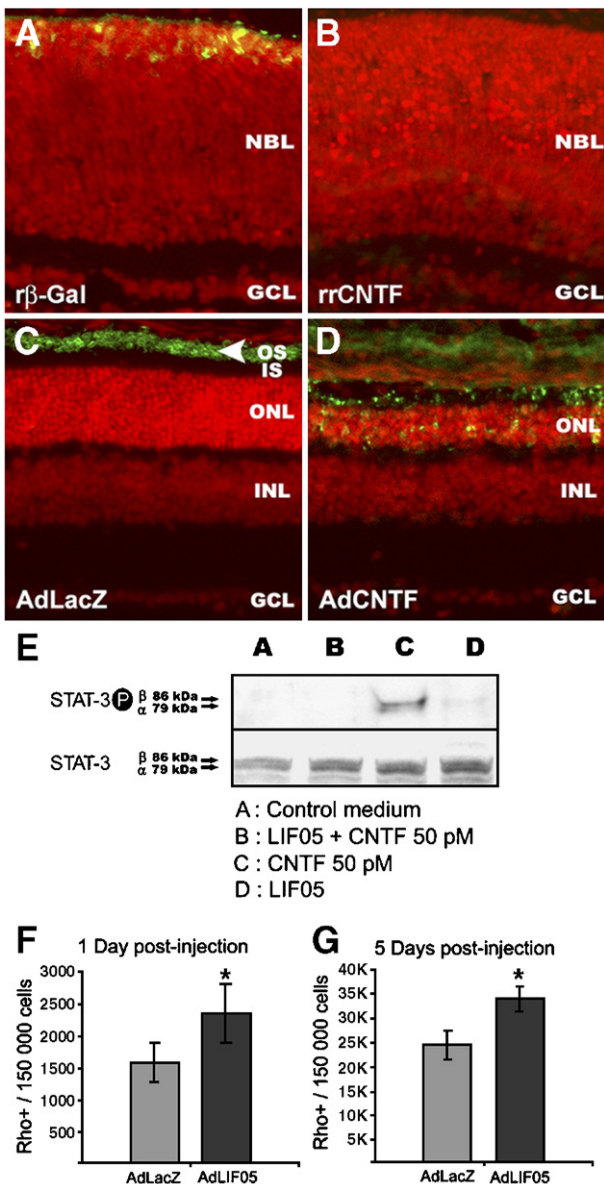 A
NBL
rβ-Gal
GCL
B
NBL
rrCNTF
GCL
C
OS
IS
ONL
INL
AdLacZ
GCL
D
ONL
INL
AdCNTF
GCL
E
A B C D
STAT-3 P β 86 kDa
α 79 kDa
STAT-3 β 86 kDa
α 79 kDa
A : Control medium
B : LIF05 + CNTF 50 pM
C : CNTF 50 pM
D : LIF05
F 1 Day post-injection
Rho+ / 150 000 cells
3000
2500
2000
1500
1000
500
*
AdLacZ AdLIF05
G 5 Days post-injection
Rho+ / 150 000 cells
40K
35K
30K
25K
20K
15K
10K
5K
*
AdLacZ AdLIF05